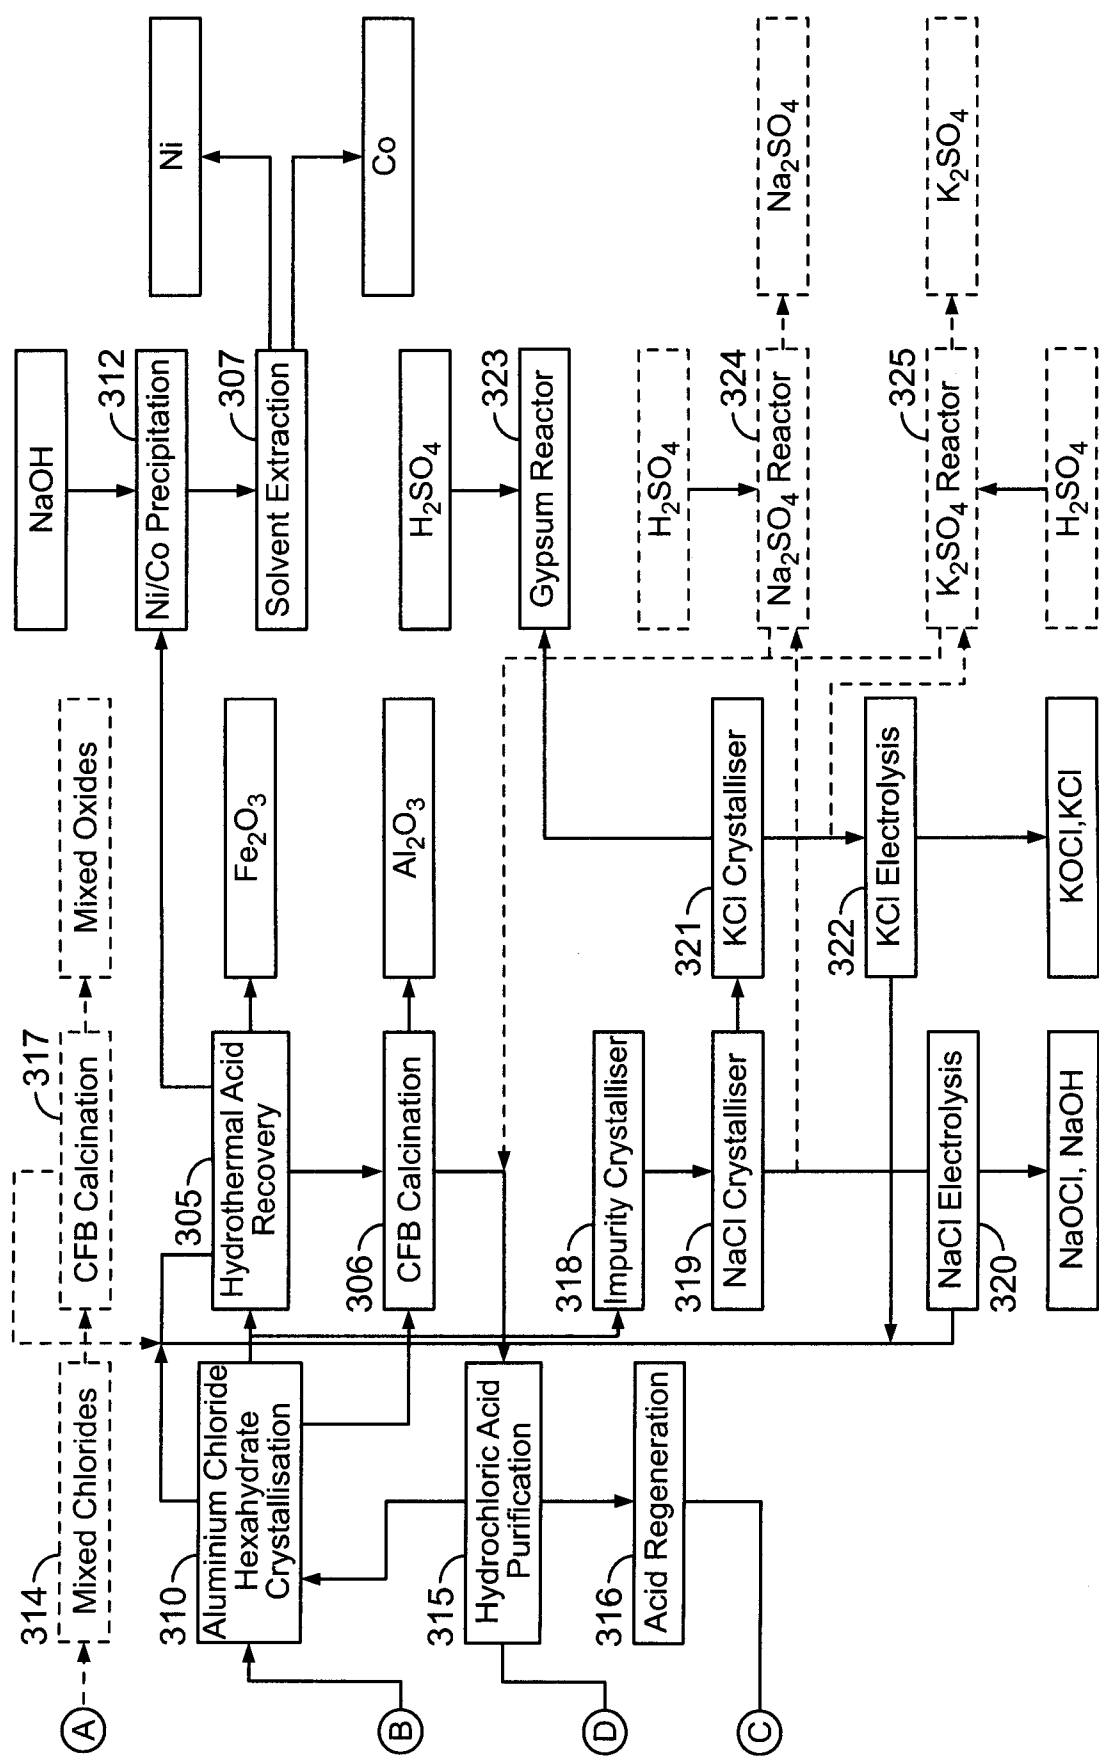 A
314
Mixed Chlorides
317
CFB Calcination
Mixed Oxides
NaOH
312
Ni/Co Precipitation
Ni
310
Aluminium Chloride
Hexahydrate
Crystallisation
305
Hydrothermal Acid
Recovery
Fe2O3
307
Solvent Extraction
Co
B
306
CFB Calcination
Al2O3
H2SO4
315
Hydrochloric Acid
Purification
323
Gypsum Reactor
D
316
Acid Regeneration
318
Impurity Crystalliser
H2SO4
C
319
NaCl Crystalliser
321
KCl Crystalliser
324
Na2SO4 Reactor
Na2SO4
322
KCl Electrolysis
325
K2SO4 Reactor
K2SO4
NaCl Electrolysis
320
NaOCl, NaOH
KOCl,KCl
H2SO4